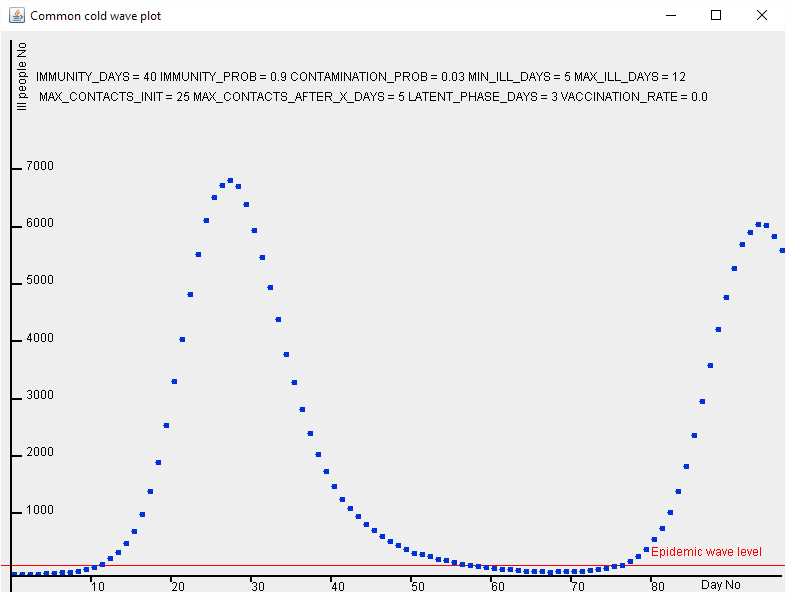 Common cold wave plot
Ill people No
IMMUNITY_DAYS = 40 IMMUNITY_PROB = 0.9 CONTAMINATION_PROB = 0.03 MIN_ILL_DAYS = 5 MAX_ILL_DAYS = 12
MAX_CONTACTS_INIT = 25 MAX_CONTACTS_AFTER_X_DAYS = 5 LATENT_PHASE_DAYS = 3 VACCINATION_RATE = 0.0
7000
6000
5000
4000
3000
2000
1000
Epidemic wave level
10 20 30 40 50 60 70 80 Day No